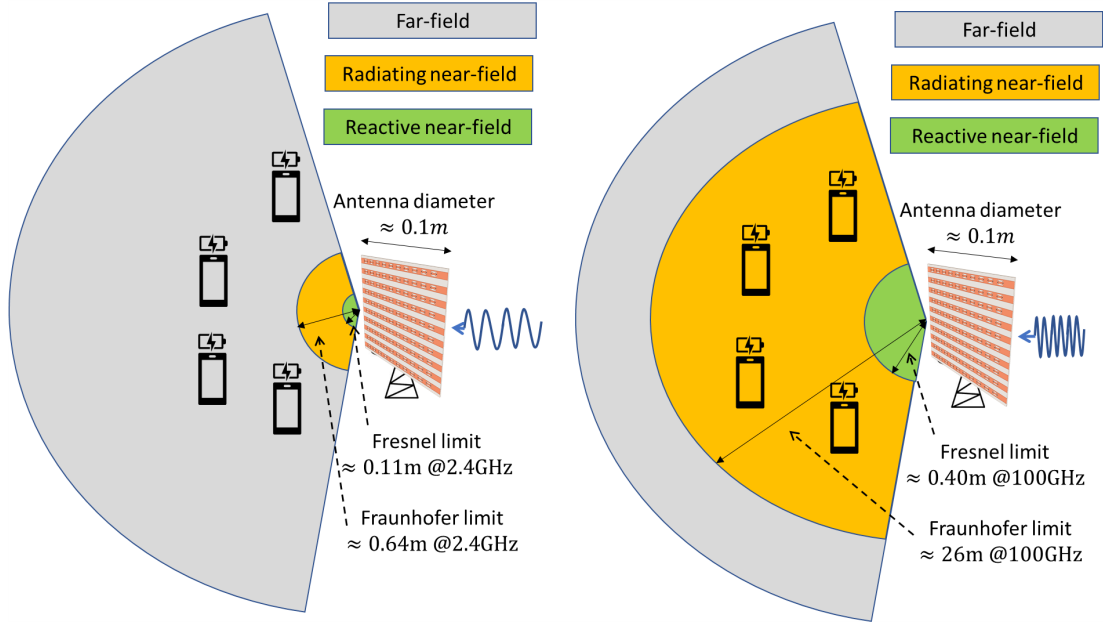 Far-field
Radiating near-field
Reactive near-field
Antenna diameter
≈ 0.1m
Fresnel limit
≈ 0.11m @2.4GHz
Fraunhofer limit
≈ 0.64m @2.4GHz
Far-field
Radiating near-field
Reactive near-field
Antenna diameter
≈ 0.1m
Fresnel limit
≈ 0.40m @100GHz
Fraunhofer limit
≈ 26m @100GHz